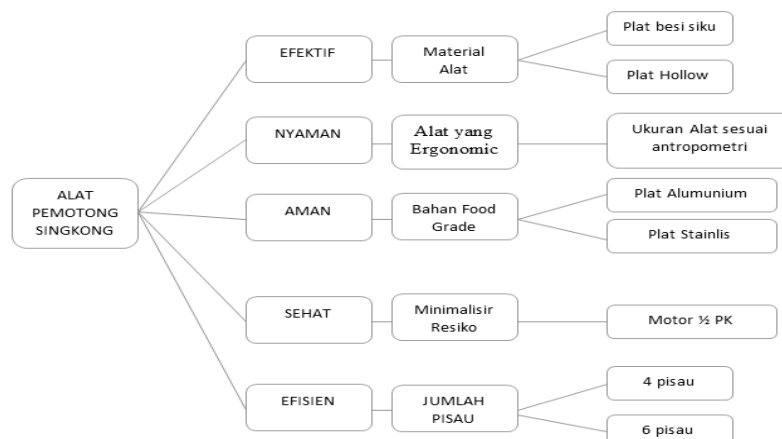 ALAT
PEMOTONG
SINGKONG
EFEKTIF
Material
Alat
Plat besi siku
Plat Hollow
NYAMAN
Alat yang
Ergonomic
Ukuran Alat sesuai
antropometri
AMAN
Bahan Food
Grade
Plat Alumunium
Plat Stainlis
SEHAT
Minimalisir
Resiko
Motor ½ PK
EFISIEN
JUMLAH
PISAU
4 pisau
6 pisau